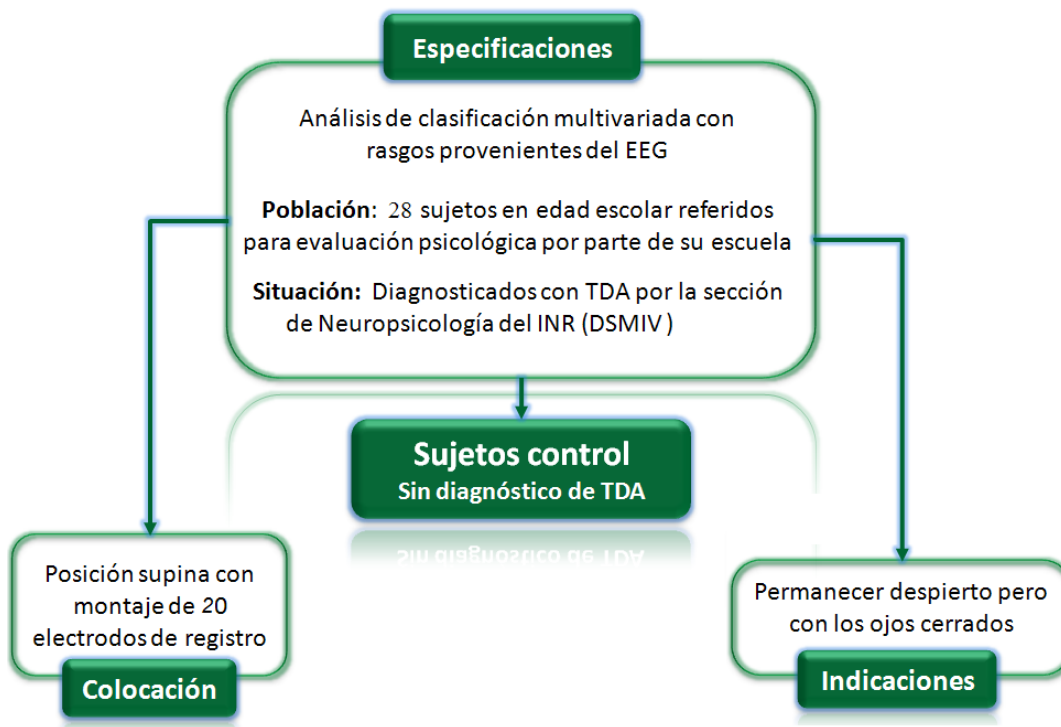 Especificaciones
Análisis de clasificación multivariada con
rasgos provenientes del EEG
Población: 28 sujetos en edad escolar referidos
para evaluación psicológica por parte de su escuela
Situación: Diagnosticados con TDA por la sección
de Neuropsicología del INR (DSMIV )
Sujetos control
Sin diagnóstico de TDA
Posición supina con
montaje de 20
electrodos de registro
Colocación
Permanecer despierto pero
con los ojos cerrados
Indicaciones